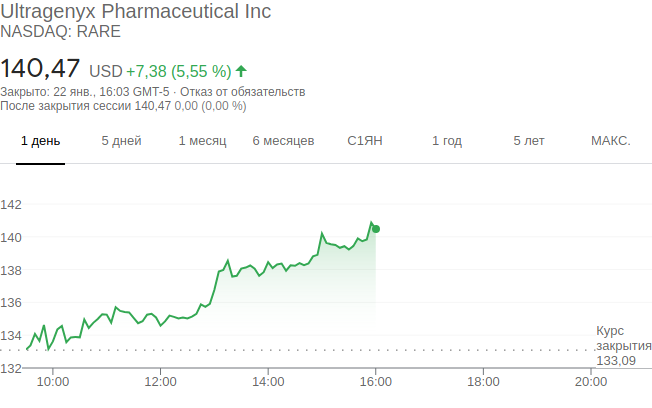 Ultragenyx Pharmaceutical Inc
NASDAQ: RARE
140,47 USD +7,38 (5,55 %)
Закрыто: 22 янв., 16:03 GMT-5 · Отказ от обязательств
После закрытия сессии 140,47 0,00 (0,00 %)
1 день 5 дней 1 месяц 6 месяцев С1ЯН 1 год 5 лет МАКС.
142
140
138
136
134
Курс
закрытия
133,09
132
10:00 12:00 14:00 16:00 18:00 20:00